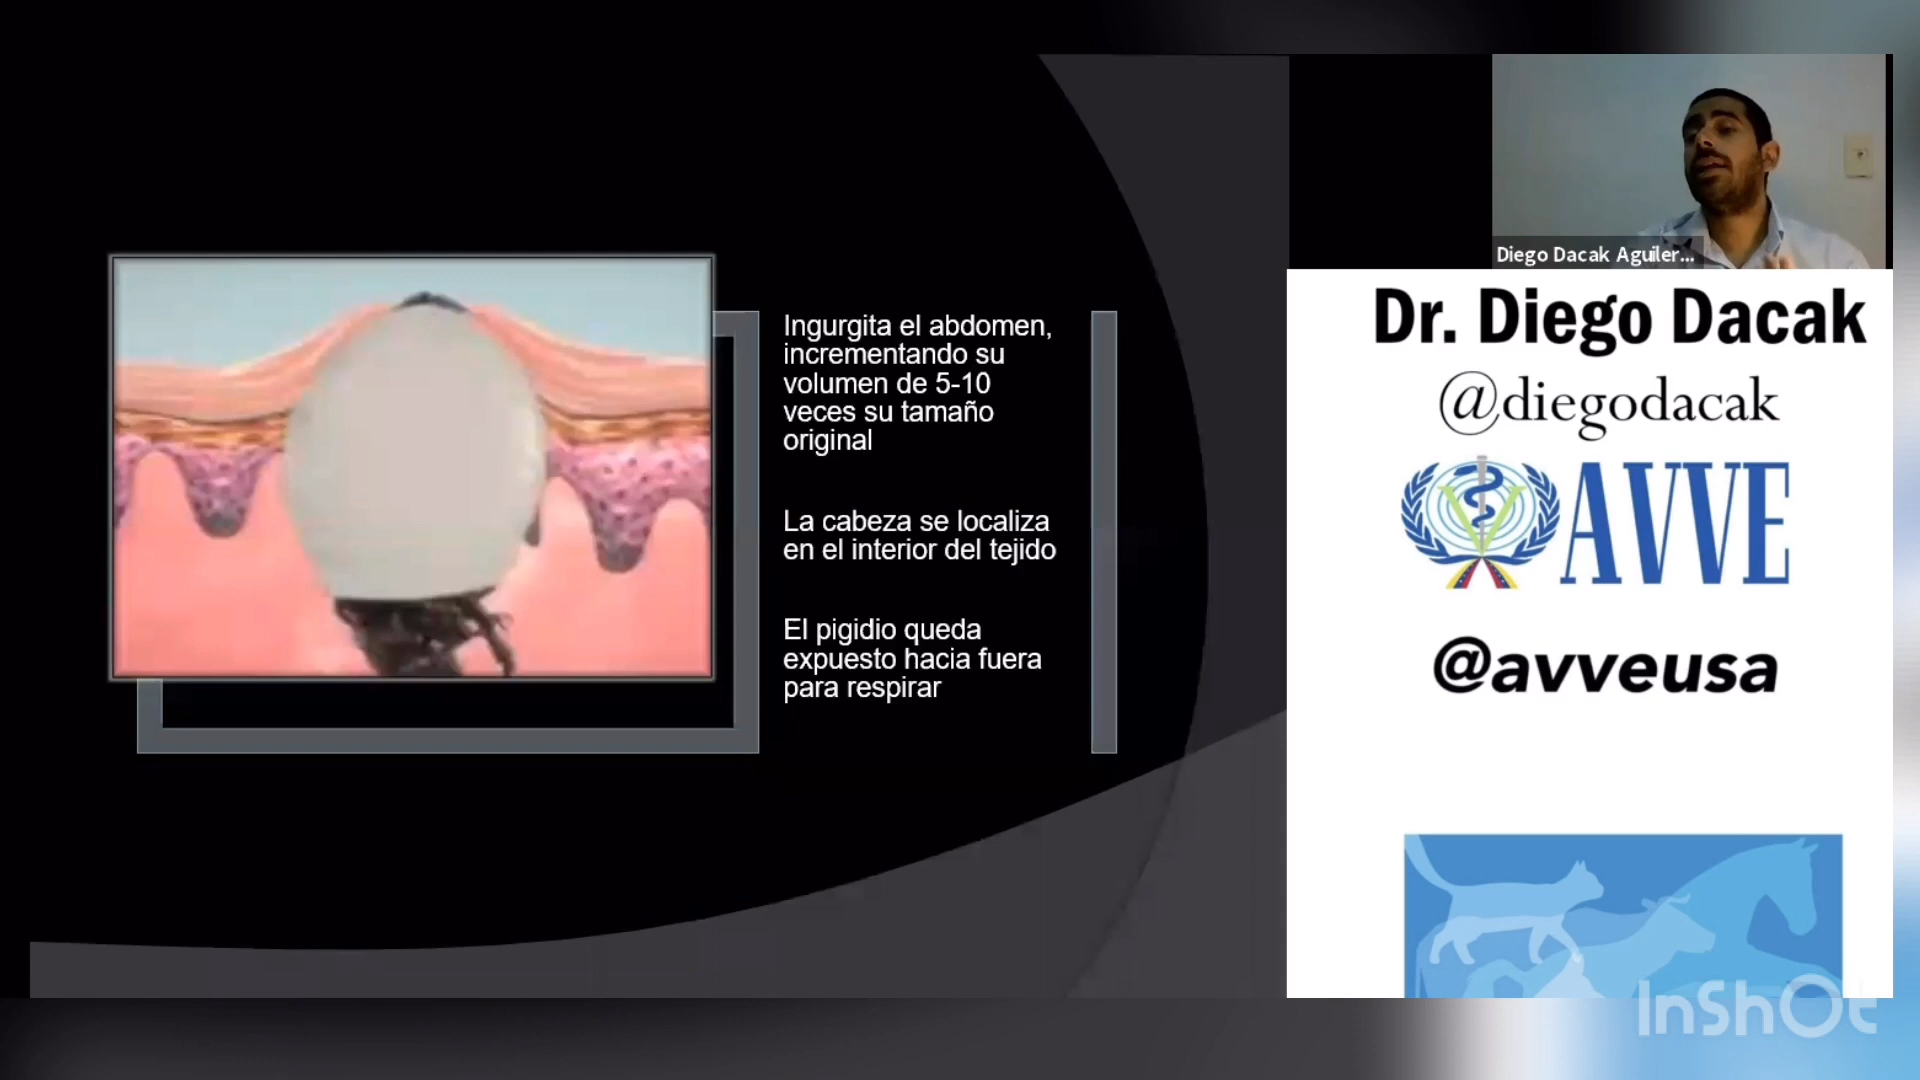 Ingurgita el abdomen,
incrementando su
volumen de 5-10
veces su tamaño
original
La cabeza se localiza
en el interior del tejido
El pigidio queda
expuesto hacia fuera
para respirar
Diego Dacak Aguiler...
Dr. Diego Dacak
@diegodacak
AVVE
@avveusa
InShOt